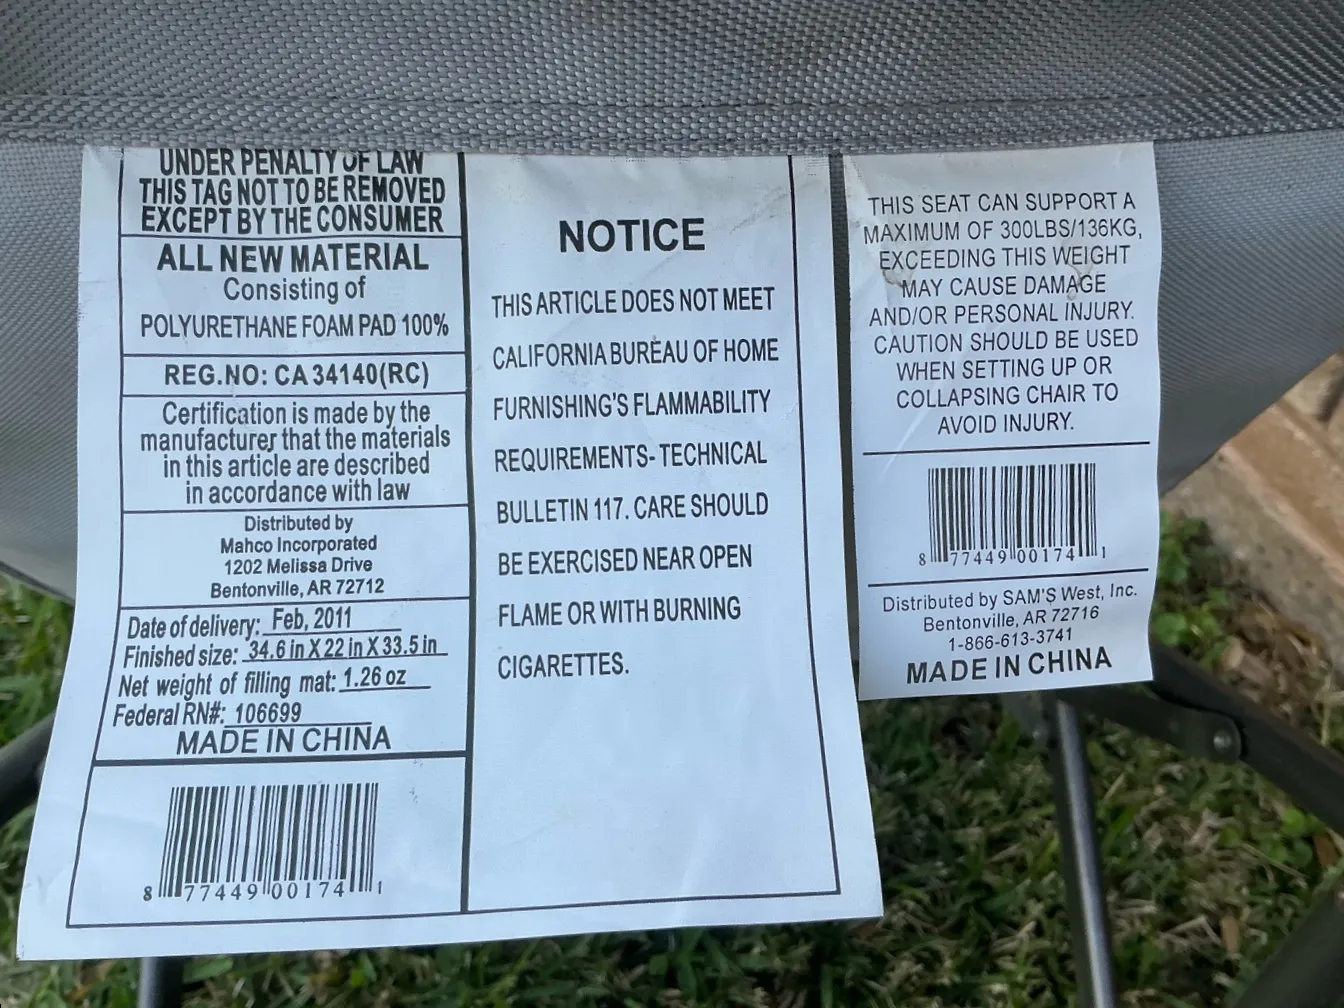 UNDER PENALTY OF LAW
THIS TAG NOT TO BE REMOVED
EXCEPT BY THE CONSUMER
ALL NEW MATERIAL
Consisting of
POLYURETHANE FOAM PAD 100%
REG.NO: CA 34140(RC)
Certification is made by the
manufacturer that the materials
in this article are described
in accordance with law
Distributed by
Mahco Incorporated
1202 Melissa Drive
Bentonville, AR 72712
Date of delivery: Feb, 2011
Finished size: 34.6 in X 22 in X 33.5 in
Net weight of filling mat: 1.26 oz
Federal RN#: 106699
MADE IN CHINA
8 77449 00174 1
NOTICE
THIS ARTICLE DOES NOT MEET
CALIFORNIA BUREAU OF HOME
FURNISHING'S FLAMMABILITY
REQUIREMENTS- TECHNICAL
BULLETIN 117. CARE SHOULD
BE EXERCISED NEAR OPEN
FLAME OR WITH BURNING
CIGARETTES.
THIS SEAT CAN SUPPORT A
MAXIMUM OF 300LBS/136KG,
EXCEEDING THIS WEIGHT
MAY CAUSE DAMAGE
AND/OR PERSONAL INJURY.
CAUTION SHOULD BE USED
WHEN SETTING UP OR
COLLAPSING CHAIR TO
AVOID INJURY.
8 77449 00174 1
Distributed by SAM'S West, Inc.
Bentonville, AR 72716
1-866-613-3741
MADE IN CHINA